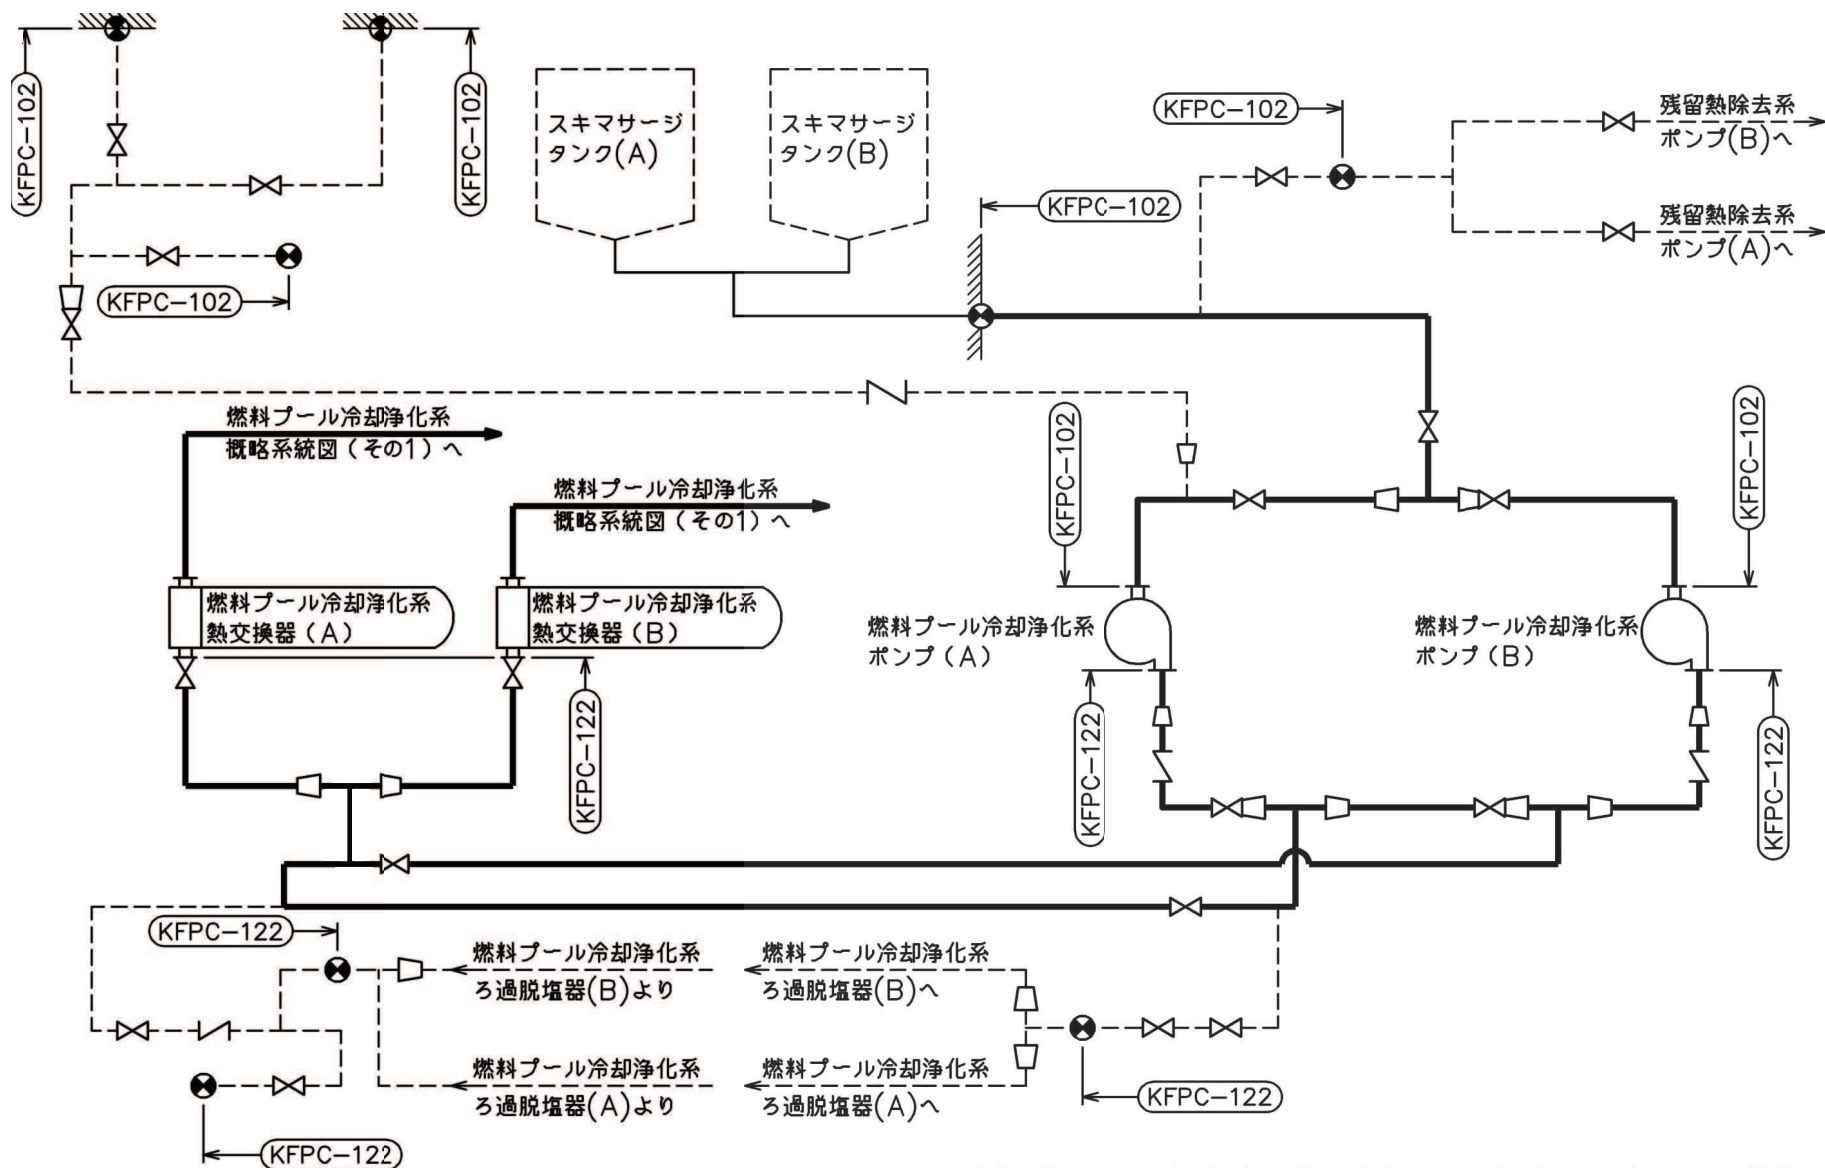 KFPC-102
KFPC-102
スキマサージ
タンク(A)
スキマサージ
タンク(B)
KFPC-102
残留熱除去系
ポンプ(B)へ
KFPC-102
残留熱除去系
ポンプ(A)へ
KFPC-102
燃料プール冷却浄化系
概略系統図(その1)へ
燃料プール冷却浄化系
概略系統図(その1)へ
KFPC-102
KFPC-102
燃料プール冷却浄化系
熱交換器(A)
燃料プール冷却浄化系
熱交換器(B)
燃料プール冷却浄化系
ポンプ(A)
燃料プール冷却浄化系
ポンプ(B)
KFPC-122
KFPC-122
KFPC-122
KFPC-122
燃料プール冷却浄化系
ろ過脱塩器(B)より
燃料プール冷却浄化系
ろ過脱塩器(B)へ
燃料プール冷却浄化系
ろ過脱塩器(A)より
燃料プール冷却浄化系
ろ過脱塩器(A)へ
KFPC-122
KFPC-122